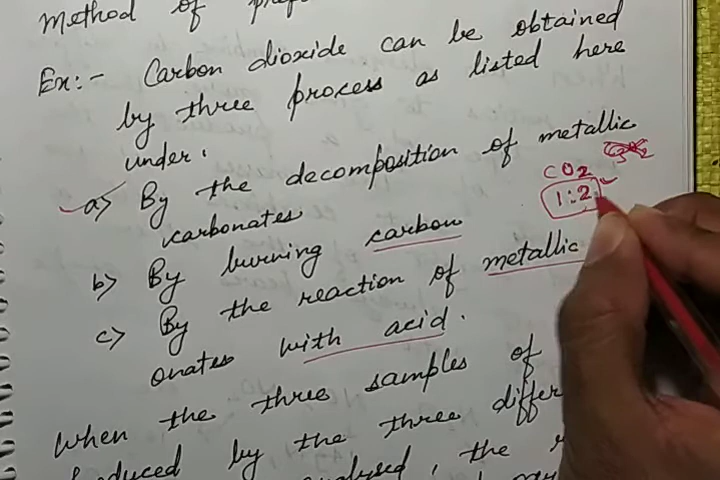 method of
Ex:- Carbon dioxide can be obtained
by three process as listed here
under.
a) By the decomposition of metallic
carbonates
CO2
1:2
b) By burning carbon
c) By the reaction of metallic
onates with acid.
When the three samples of
by the three
analysed, the